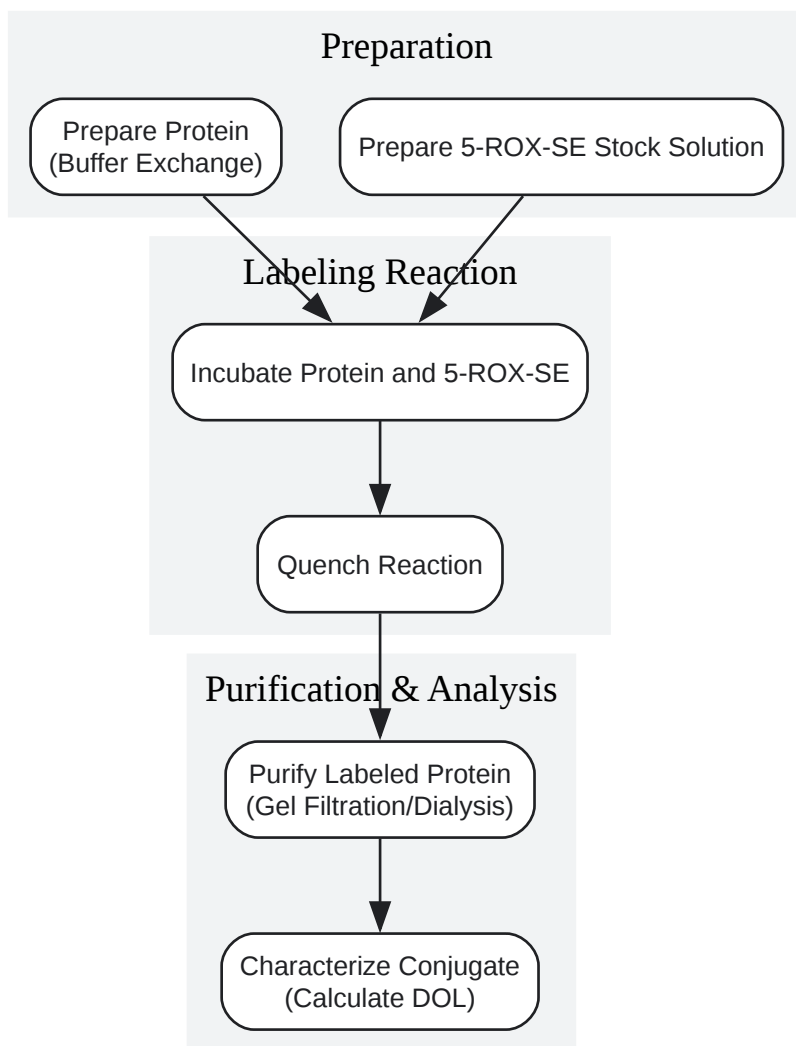 Preparation
Prepare Protein
(Buffer Exchange)
Prepare 5-ROX-SE Stock Solution
Labeling Reaction
Incubate Protein and 5-ROX-SE
Quench Reaction
Purification & Analysis
Purify Labeled Protein
(Gel Filtration/Dialysis)
Characterize Conjugate
(Calculate DOL)